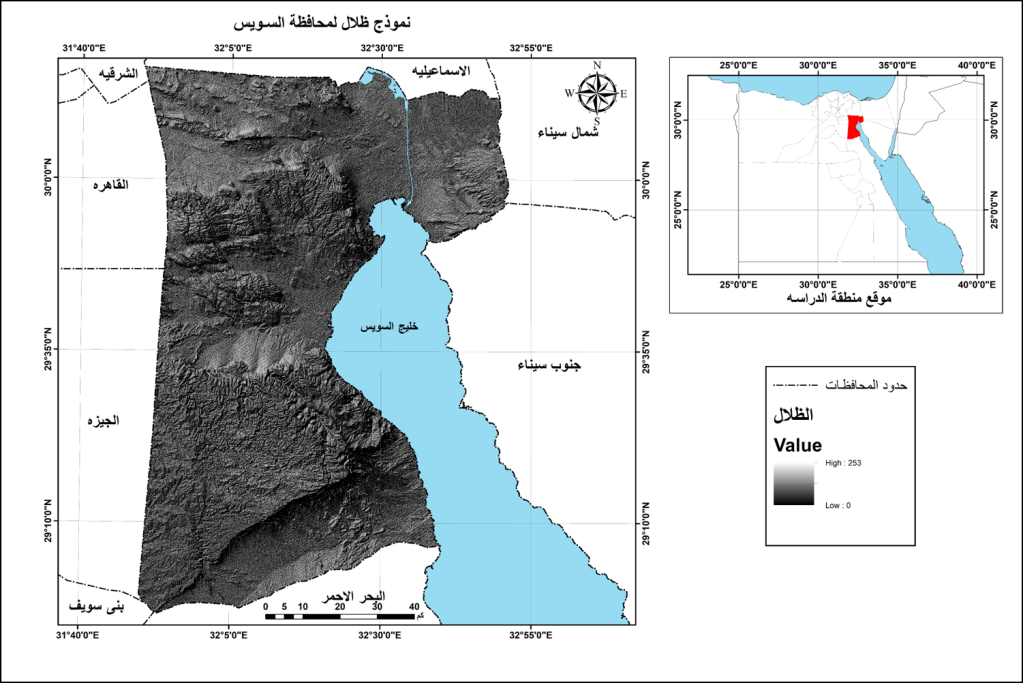 نموذج ظلال لمحافظة السويس
31°40'0"E
32°5'0"E
32°30'0"E
32°55'0"E
الشرقيه
الاسماعيليه
N
W
E
S
شمال سيناء
القاهره
30°0'0"N
30°0'0"N
خليج السويس
29°35'0"N
29°35'0"N
جنوب سيناء
الجيزه
29°10'0"N
29°10'0"N
البحر الاحمر
بنى سويف
0 5 10 20 30 40
كم
31°40'0"E
32°5'0"E
32°30'0"E
32°55'0"E
25°0'0"E
30°0'0"E
35°0'0"E
40°0'0"E
30°0'0"N
30°0'0"N
25°0'0"N
25°0'0"N
25°0'0"E
30°0'0"E
35°0'0"E
40°0'0"E
موقع منطقة الدراسه
حدود المحافظات
الظلال
Value
High : 253
Low : 0